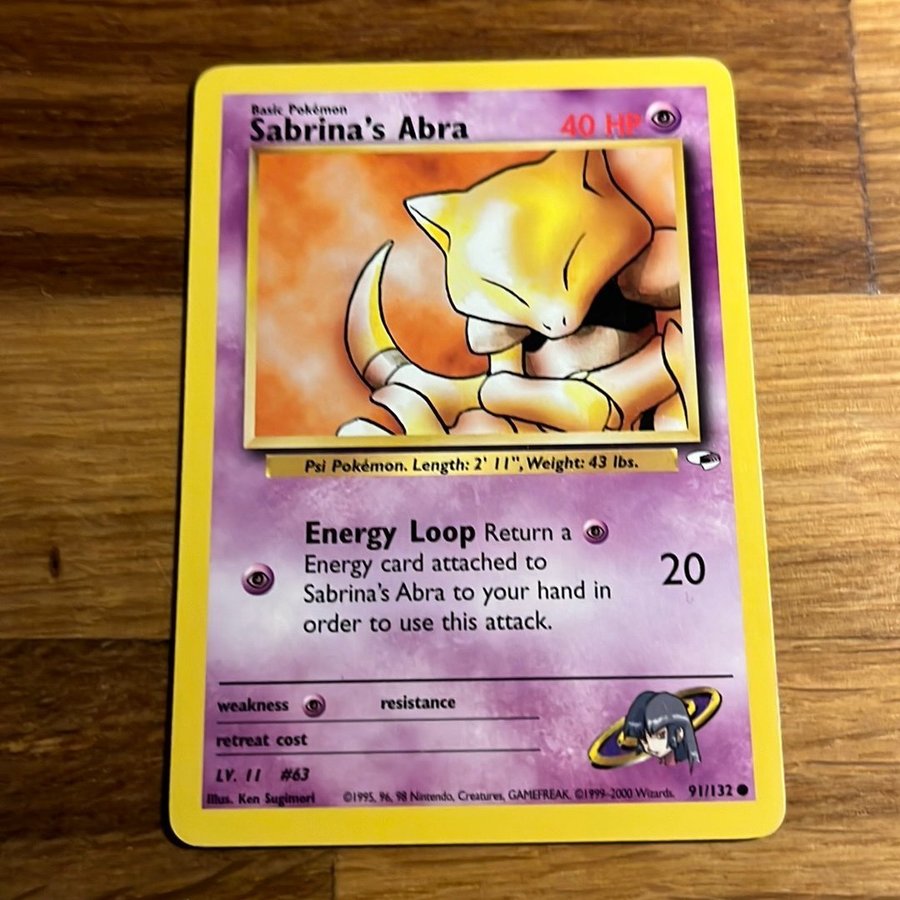 Basic Pokémon
Sabrina's Abra 40 HP
Psi Pokémon. Length: 2' 11", Weight: 43 lbs.
Energy Loop Return a
Energy card attached to
Sabrina's Abra to your hand in
order to use this attack.
20
weakness resistance
retreat cost
LV. 11 #63
Illus. Ken Sugimori ©1995, 96, 98 Nintendo, Creatures, GAMEFREAK. ©1999-2000 Wizards. 91/132